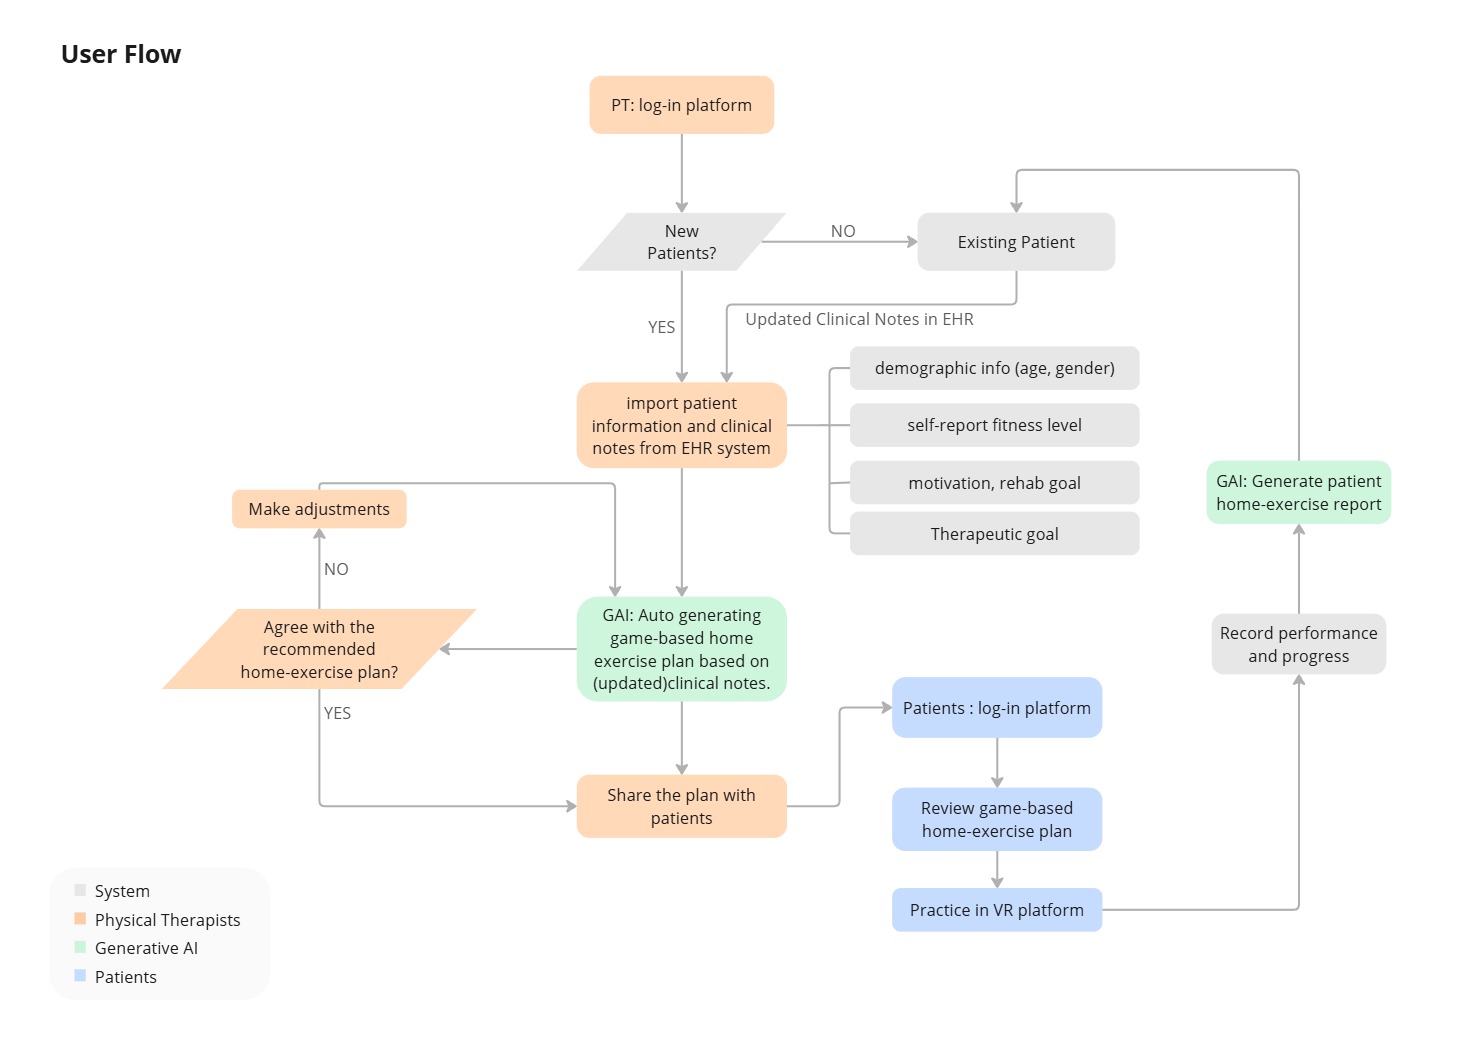 User Flow
PT: log-in platform
New
Patients?
NO
Existing Patient
YES
Updated Clinical Notes in EHR
import patient
information and clinical
notes from EHR system
demographic info (age, gender)
self-report fitness level
motivation, rehab goal
Therapeutic goal
GAI: Generate patient
home-exercise report
Make adjustments
NO
Agree with the
recommended
home-exercise plan?
YES
GAI: Auto generating
game-based home
exercise plan based on
(updated)clinical notes.
Record performance
and progress
Share the plan with
patients
Patients : log-in platform
Review game-based
home-exercise plan
Practice in VR platform
System
Physical Therapists
Generative AI
Patients